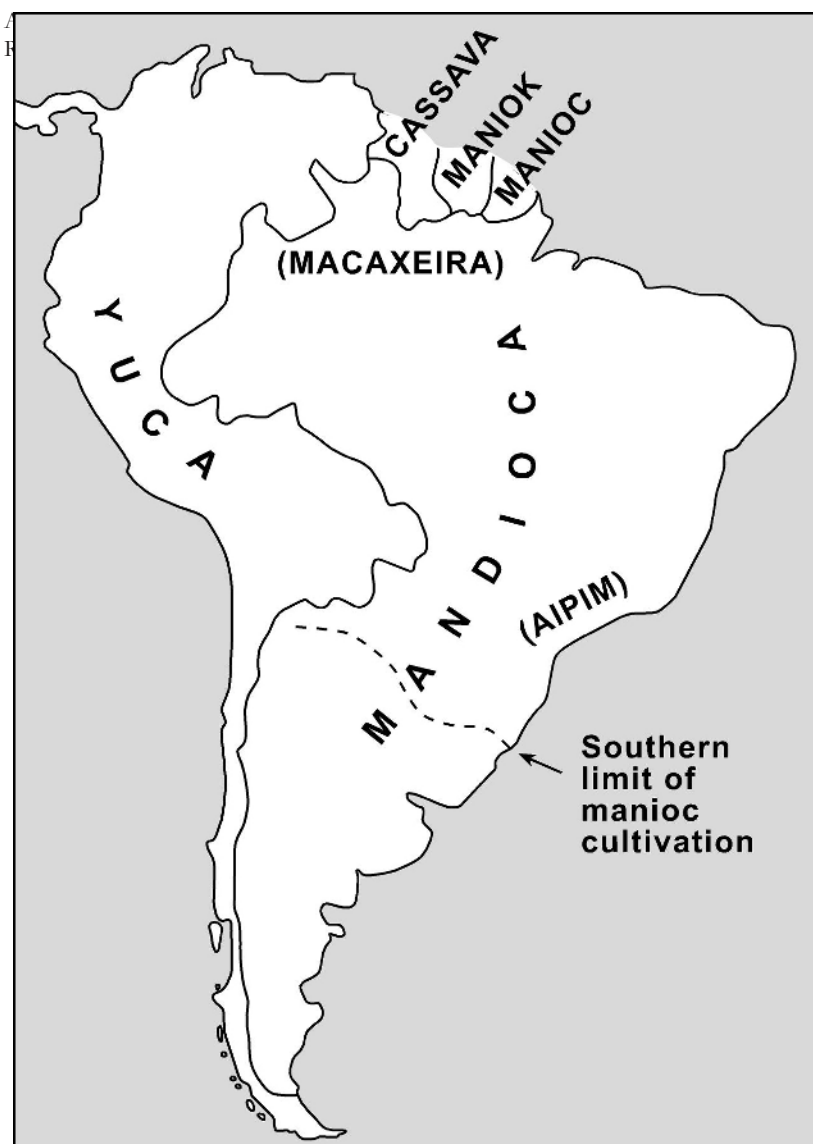 CASSAVA
MANIOK
MANIOC
(MACAXEIRA)
YUCA
MANDIOCA
(AIPIM)
Southern
limit of
manioc
cultivation